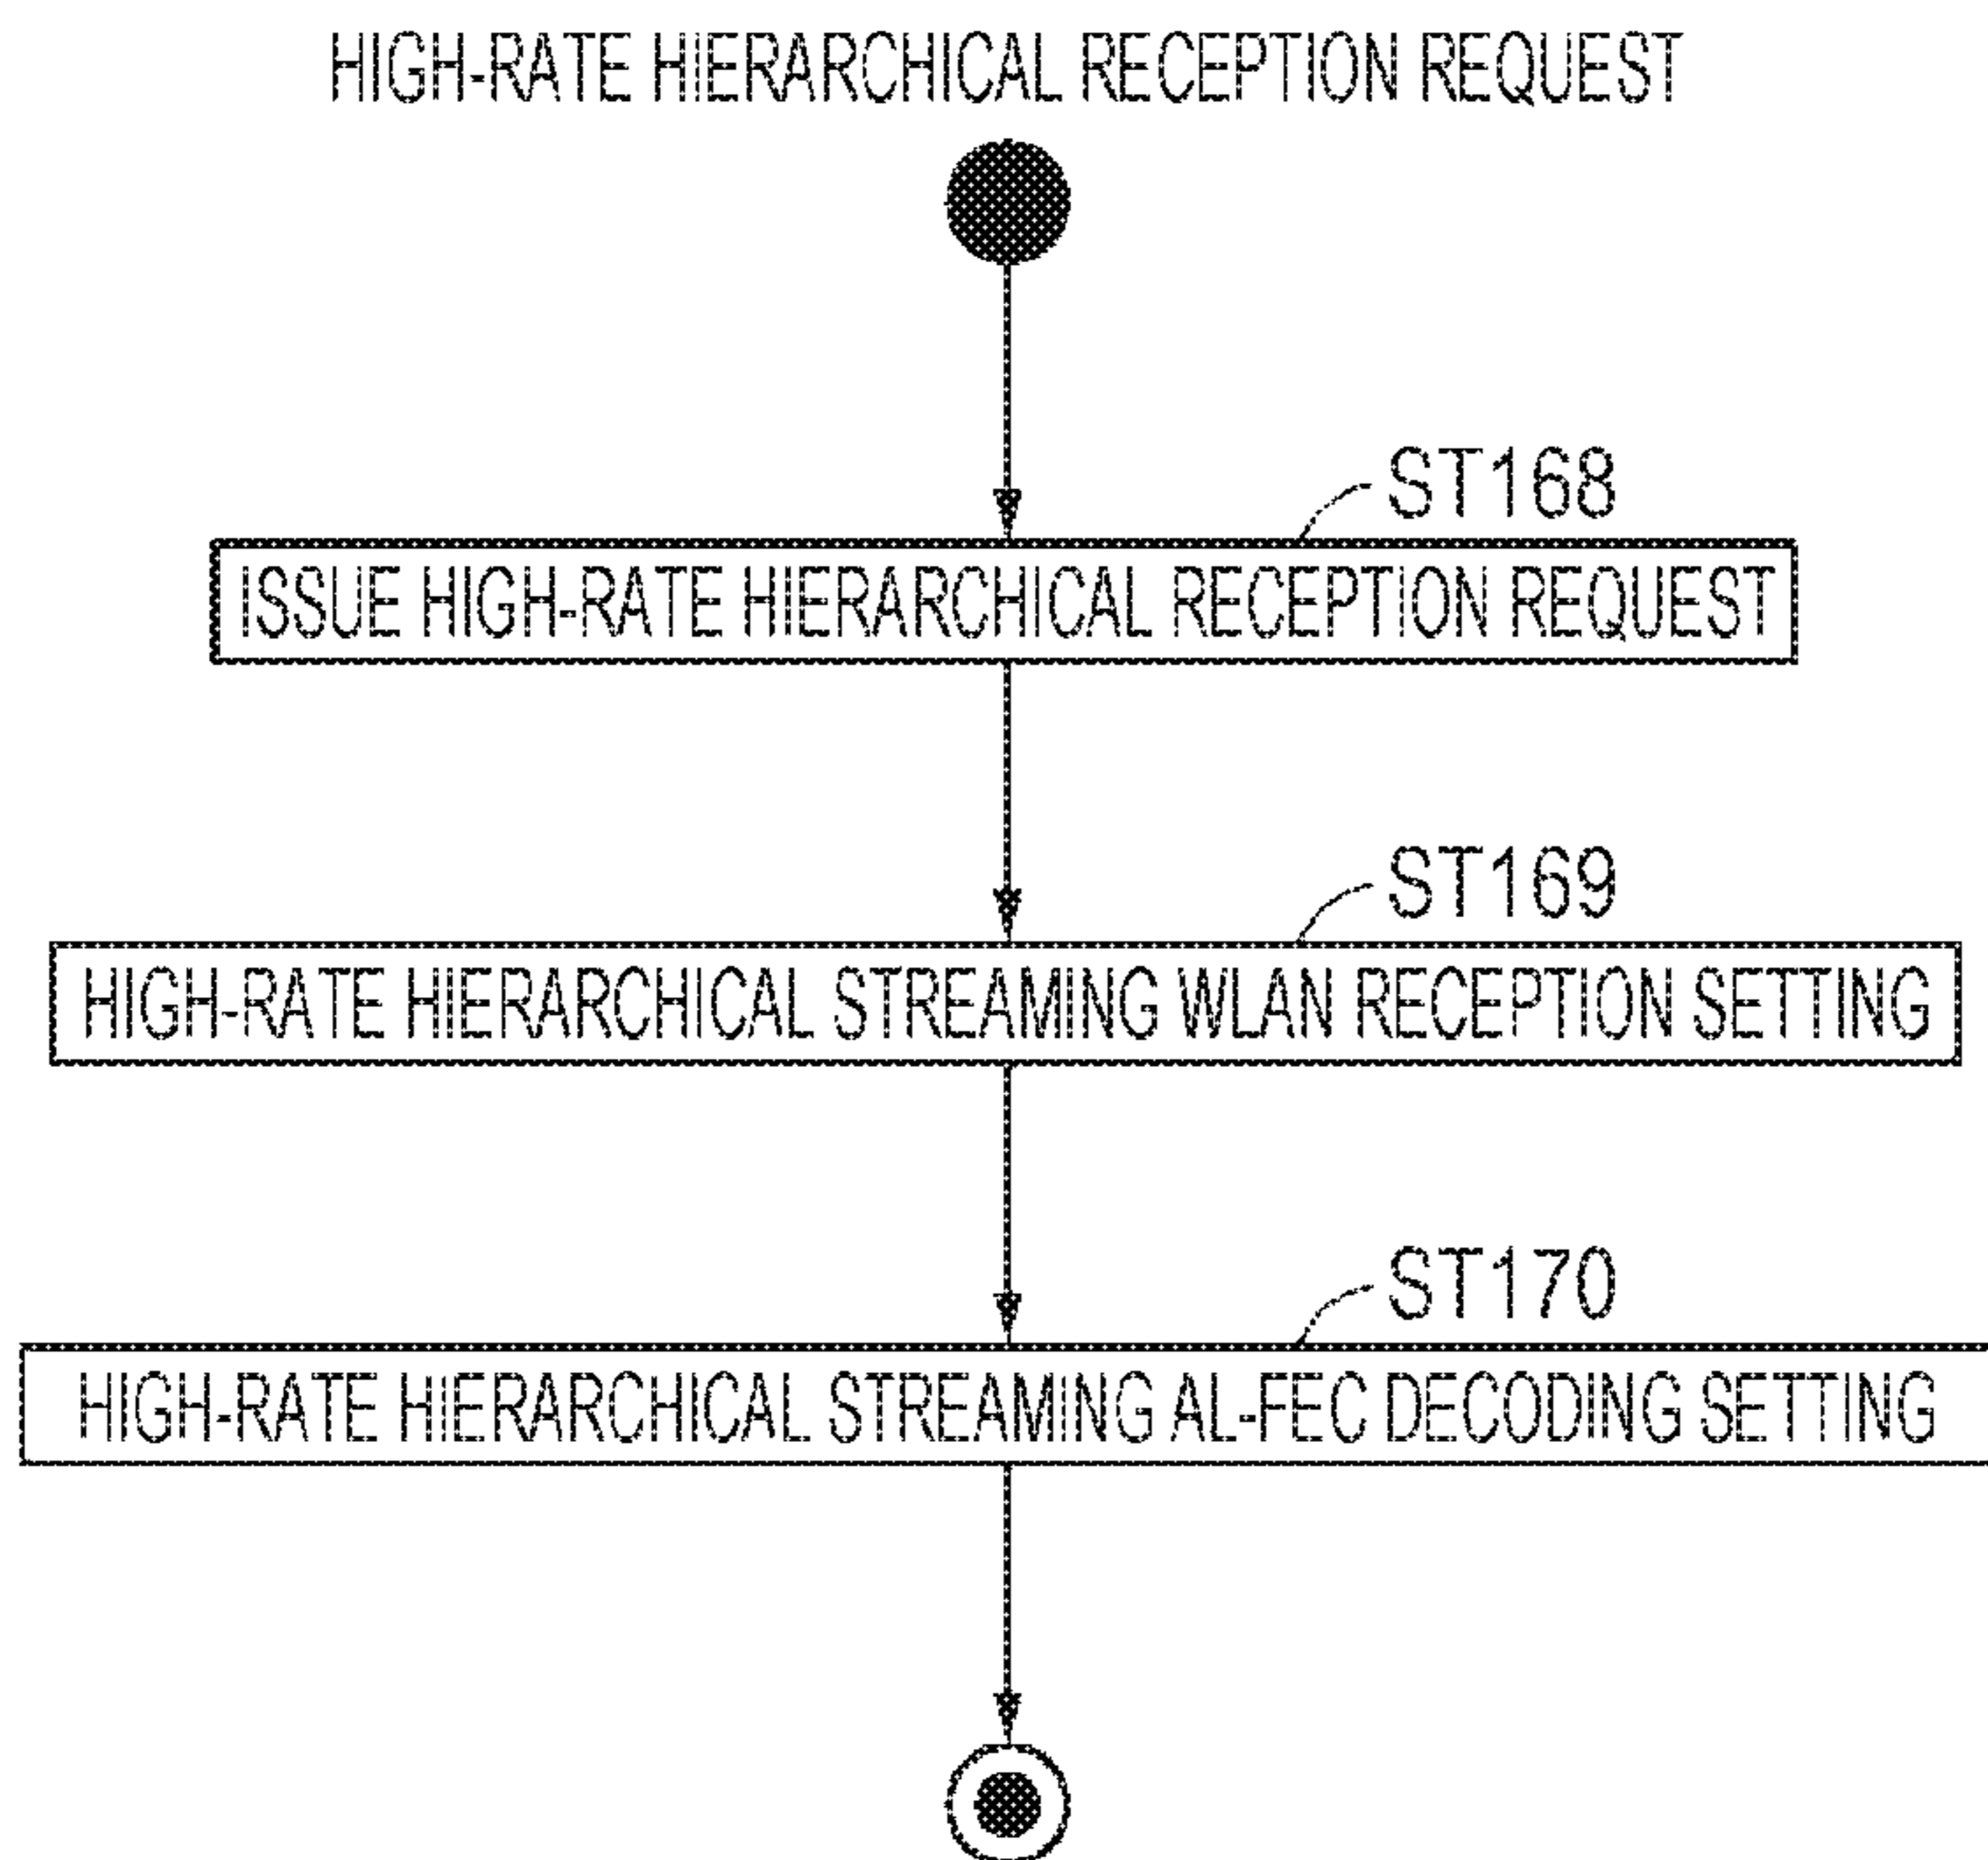 HIGH-RATE HIERARCHICAL RECEPTION REQUEST
ST168
ISSUE HIGH-RATE HIERARCHICAL RECEPTION REQUEST
ST169
HIGH-RATE HIERARCHICAL STREAMING WLAN RECEPTION SETTING
ST170
HIGH-RATE HIERARCHICAL STREAMING AL-FEC DECODING SETTING